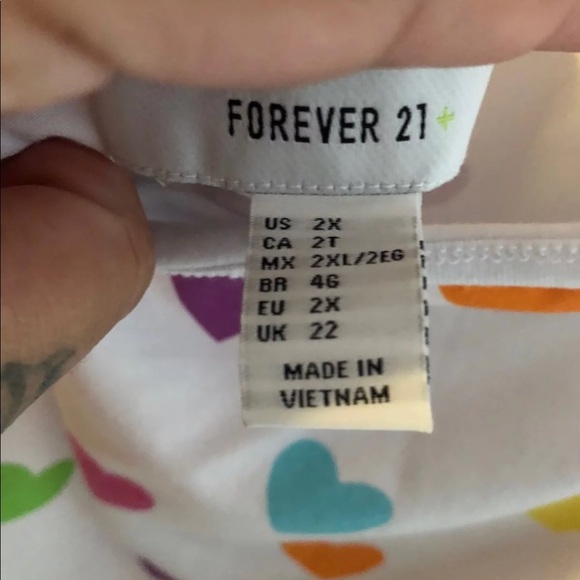 FOREVER 21+
US 2X
CA 2T
MX 2XL/2EG
BR 4G
EU 2X
UK 22
MADE IN
VIETNAM